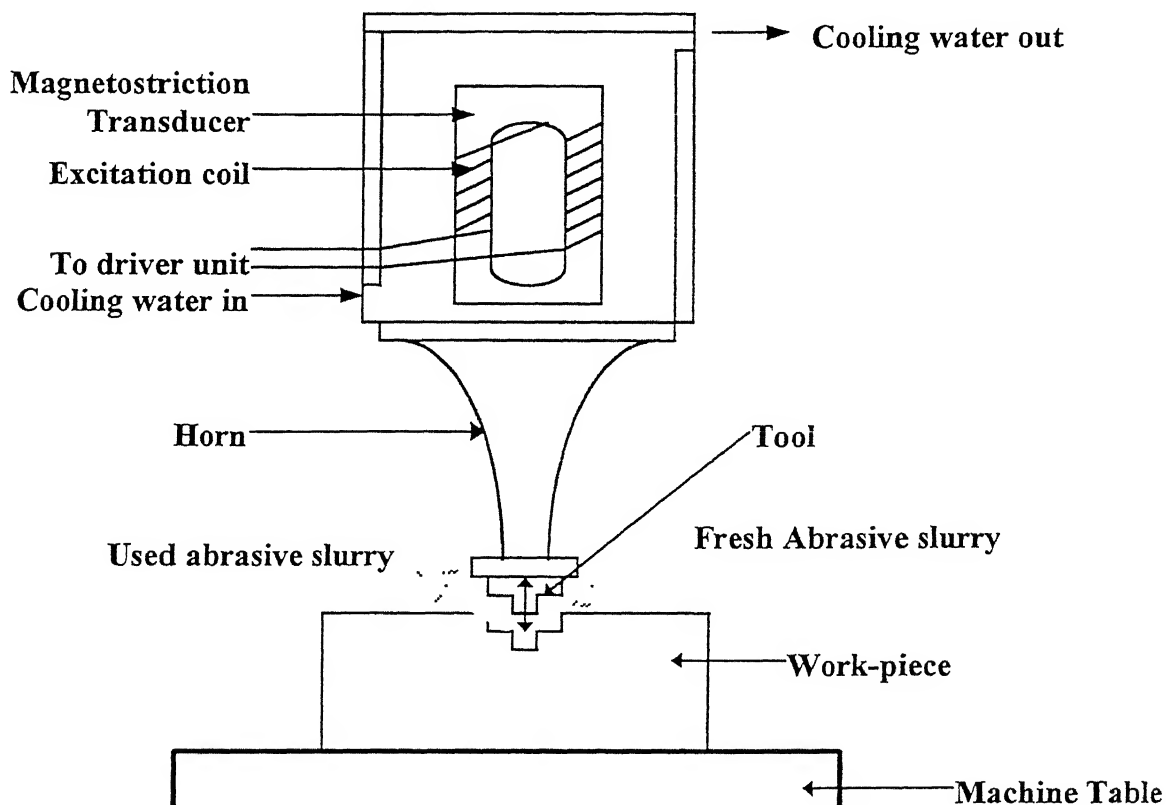 Cooling water out
Magnetostriction
Transducer
Excitation coil
To driver unit
Cooling water in
Horn
Tool
Used abrasive slurry
Fresh Abrasive slurry
Work-piece
Machine Table